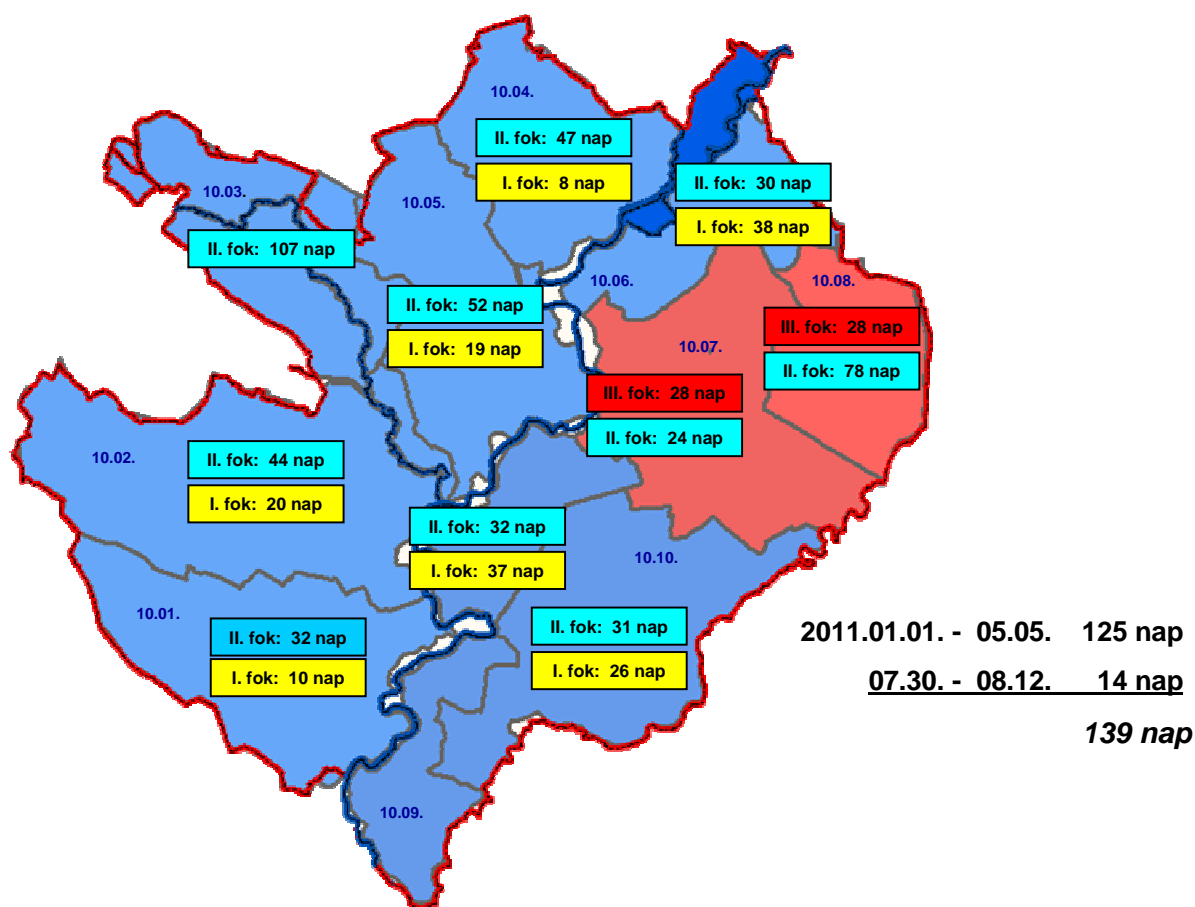 10.04.
II. fok: 47 nap
I. fok: 8 nap
10.03.
II. fok: 107 nap
10.05.
II. fok: 52 nap
I. fok: 19 nap
II. fok: 30 nap
I. fok: 38 nap
10.06.
10.08.
III. fok: 28 nap
II. fok: 78 nap
10.07.
III. fok: 28 nap
II. fok: 24 nap
10.02.
II. fok: 44 nap
I. fok: 20 nap
II. fok: 32 nap
I. fok: 37 nap
10.10.
II. fok: 31 nap
I. fok: 26 nap
10.01.
II. fok: 32 nap
I. fok: 10 nap
10.09.
2011.01.01. - 05.05. 125 nap
07.30. - 08.12. 14 nap
139 nap